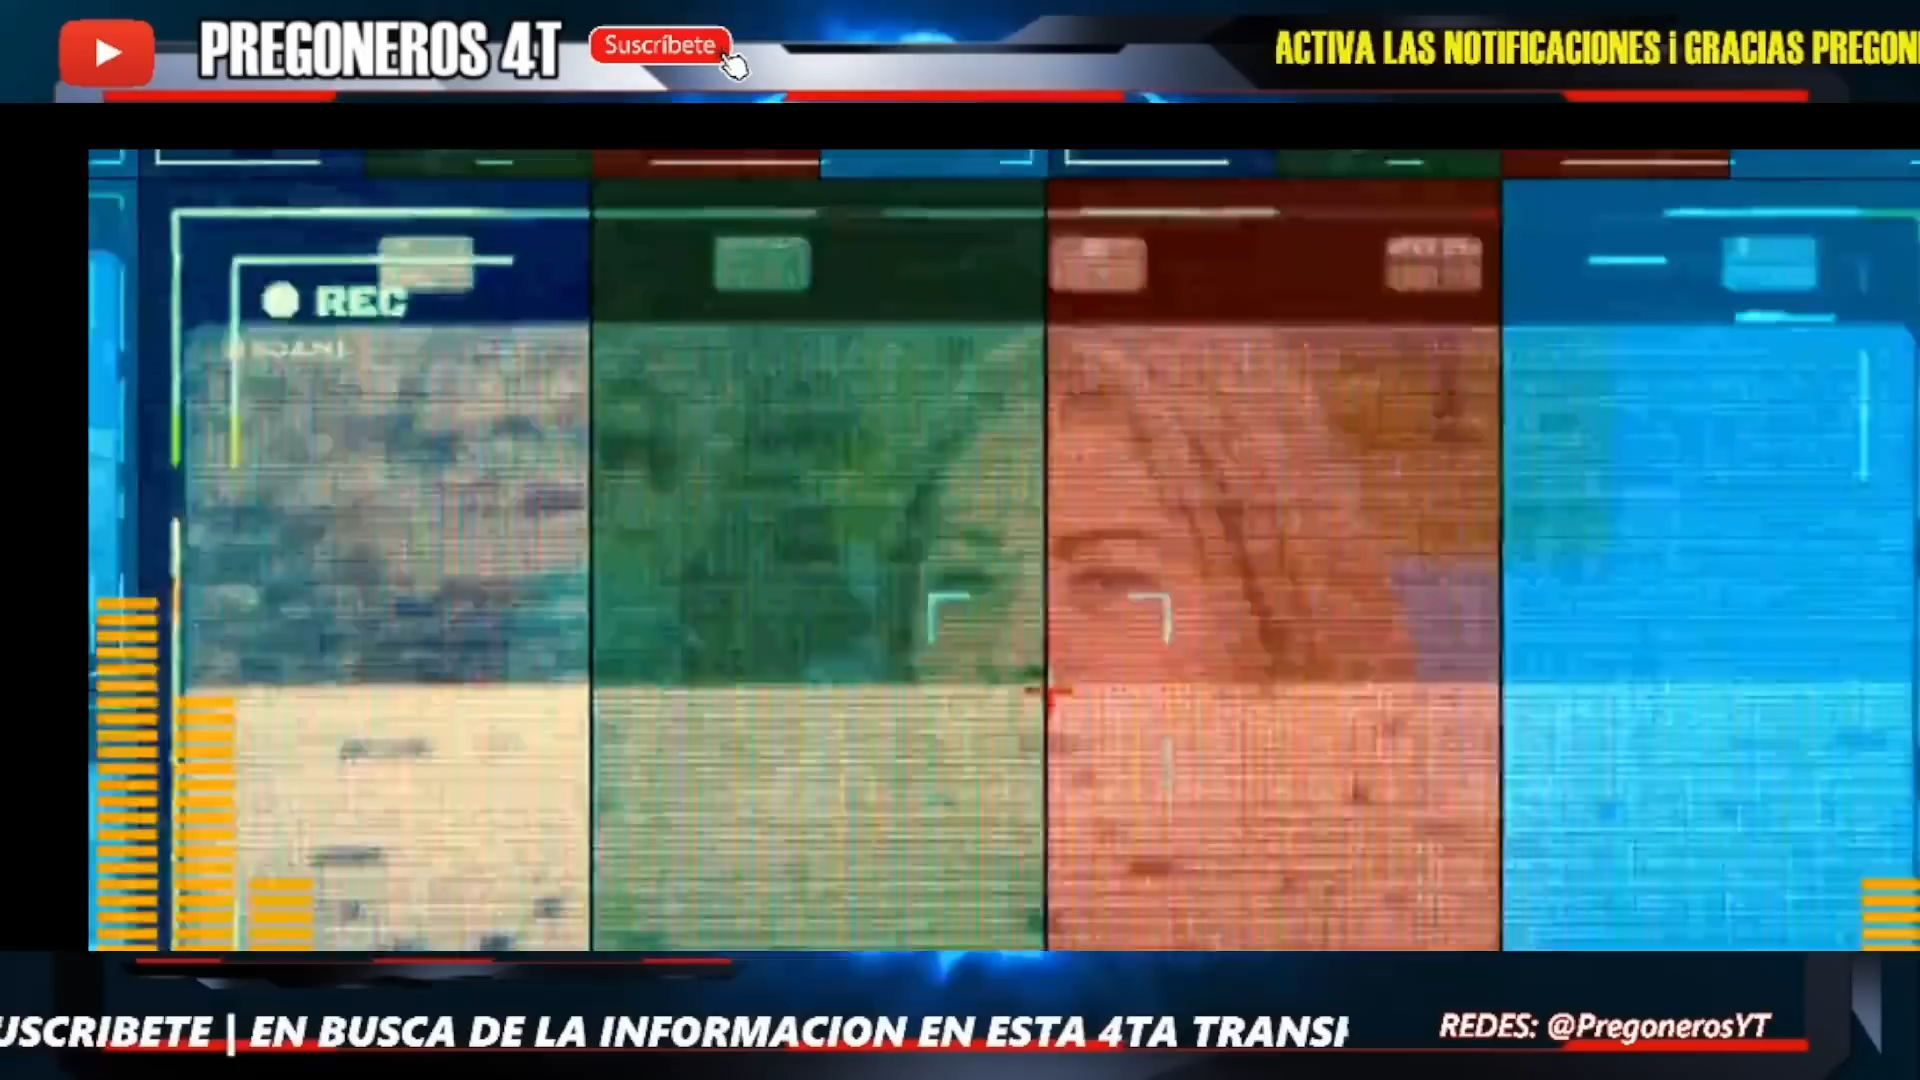 PREGONEROS 4T
Suscríbete
ACTIVA LAS NOTIFICACIONES ¡ GRACIAS PREGON
REC
USCRIBETE | EN BUSCA DE LA INFORMACION EN ESTA 4TA TRANSF
REDES: @PregonerosYT